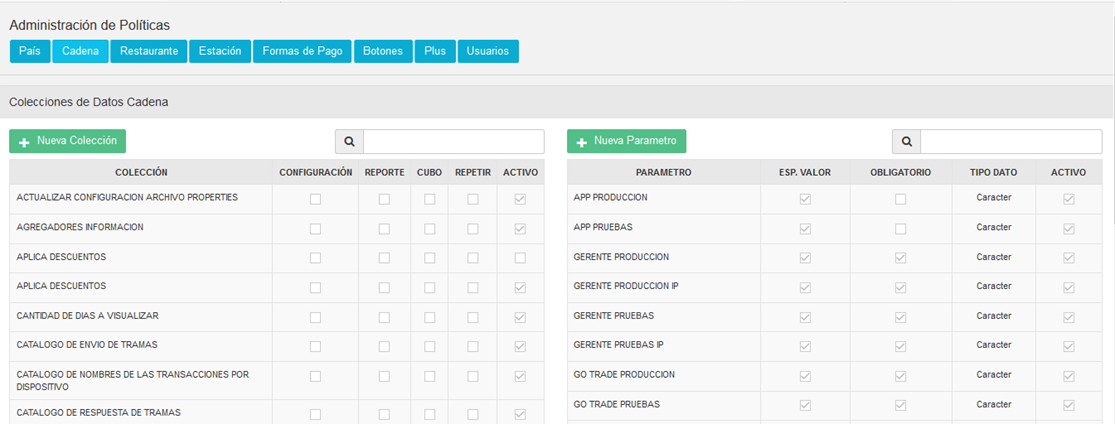 Administración de Políticas
País Cadena Restaurante Estación Formas de Pago Botones Plus Usuarios
Colecciones de Datos Cadena
Nueva Colección
COLECCIÓN CONFIGURACIÓN REPORTE CUBO REPETIR ACTIVO
ACTUALIZAR CONFIGURACION ARCHIVO PROPERTIES
AGREGADORES INFORMACION
APLICA DESCUENTOS
APLICA DESCUENTOS
CANTIDAD DE DIAS A VISUALIZAR
CATALOGO DE ENVIO DE TRAMAS
CATALOGO DE NOMBRES DE LAS TRANSACCIONES POR
DISPOSITIVO
CATALOGO DE RESPUESTA DE TRAMAS
Nueva Parametro
PARAMETRO ESP. VALOR OBLIGATORIO TIPO DATO ACTIVO
APP PRODUCCION Caracter
APP PRUEBAS Caracter
GERENTE PRODUCCION Caracter
GERENTE PRODUCCION IP Caracter
GERENTE PRUEBAS Caracter
GERENTE PRUEBAS IP Caracter
GO TRADE PRODUCCION Caracter
GO TRADE PRUEBAS Caracter